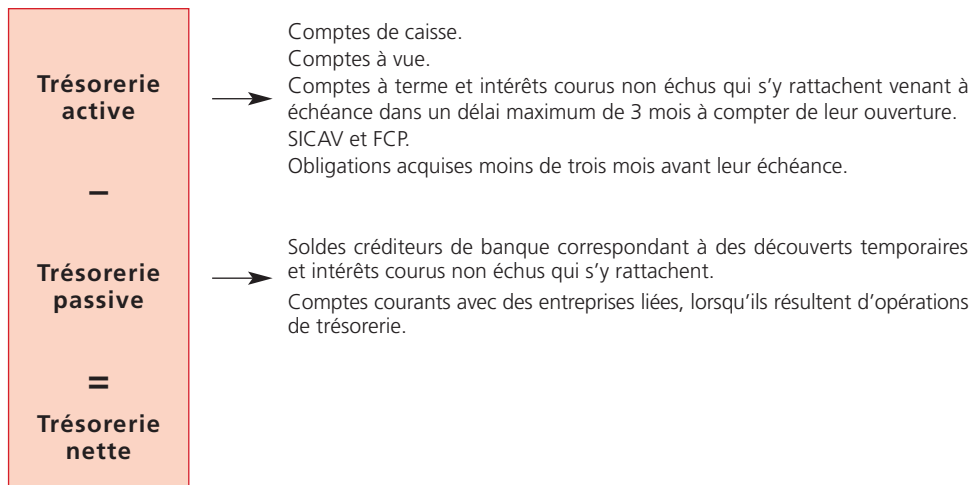 Trésorerie
active
Comptes de caisse.
Comptes à vue.
Comptes à terme et intérêts courus non échus qui s’y rattachent venant à
échéance dans un délai maximum de 3 mois à compter de leur ouverture.
SICAV et FCP.
Obligations acquises moins de trois mois avant leur échéance.
–
Trésorerie
passive
Soldes créditeurs de banque correspondant à des découverts temporaires
et intérêts courus non échus qui s’y rattachent.
Comptes courants avec des entreprises liées, lorsqu’ils résultent d’opérations
de trésorerie.
=
Trésorerie
nette